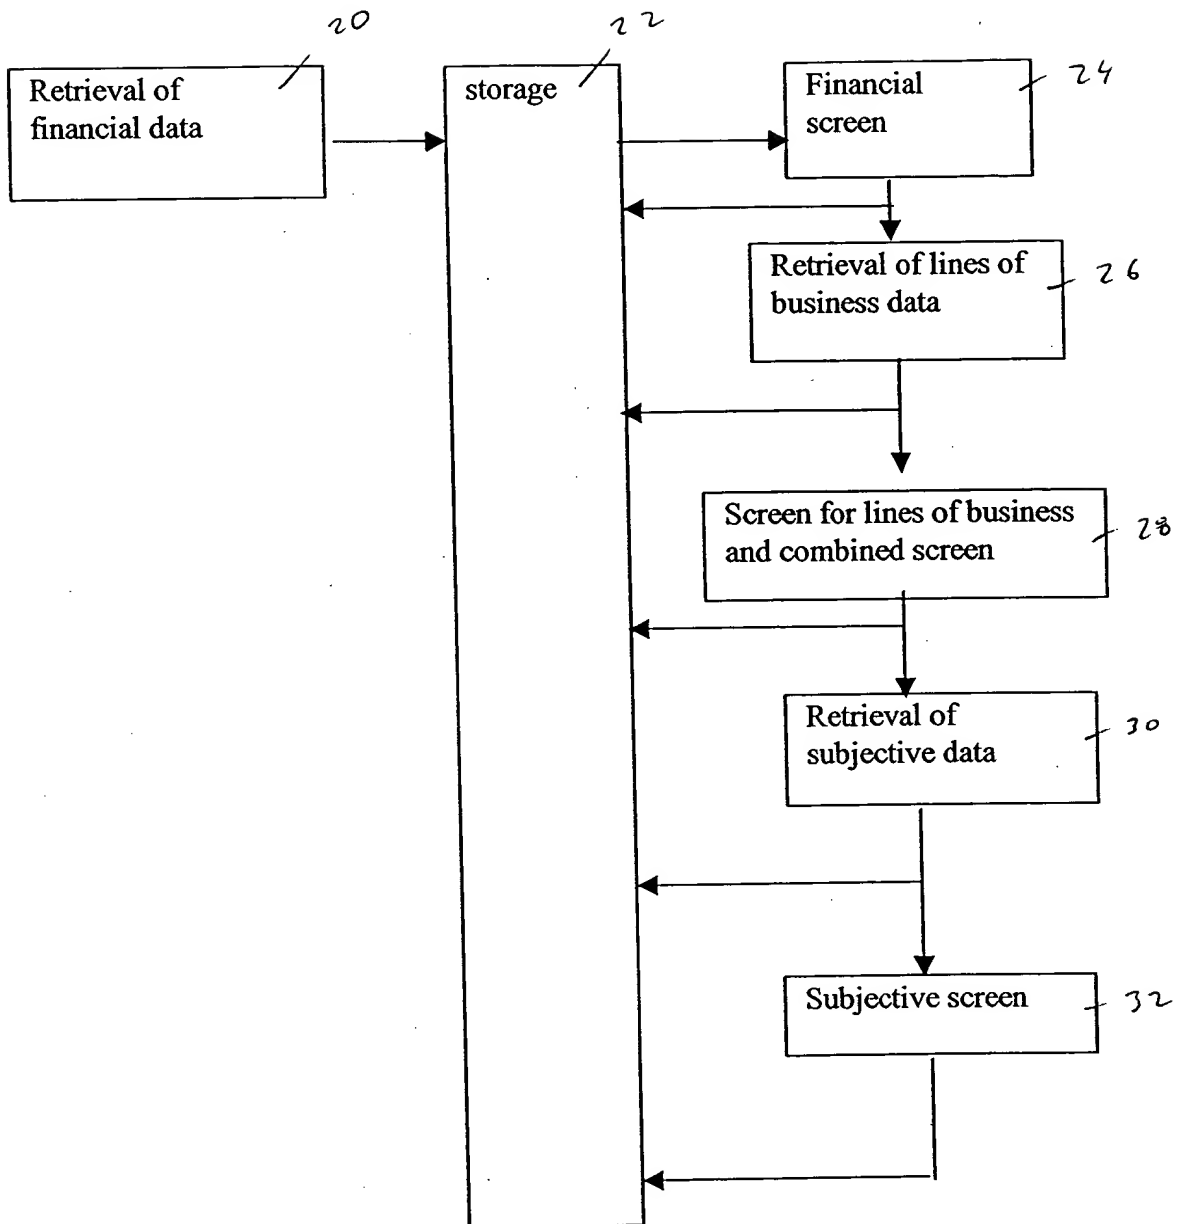 20
22
Retrieval of
financial data
storage
Financial
screen
24
Retrieval of lines of
business data
26
Screen for lines of business
and combined screen
28
Retrieval of
subjective data
30
Subjective screen
32